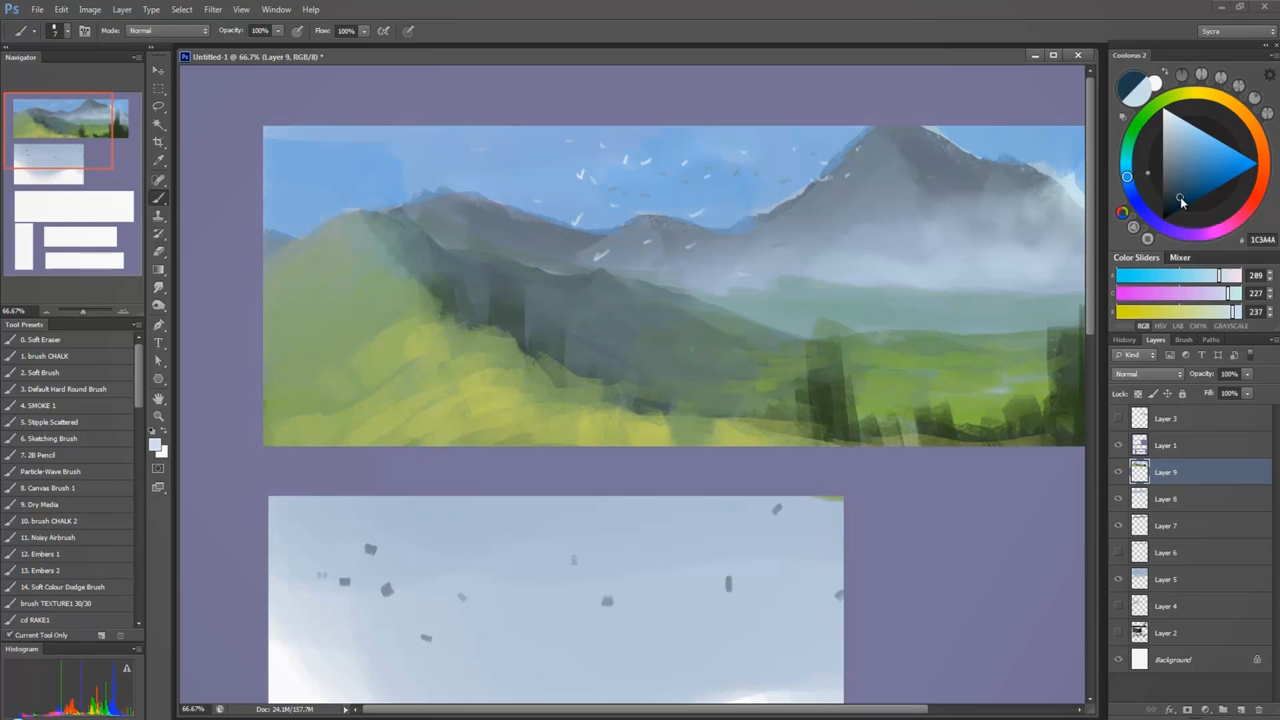 Ps File Edit Image Layer Type Select Filter View Window Help
7 Mode: Normal Opacity: 100% Flow: 100% Sycra
Navigator
Untitled-1 @ 66.7% (Layer 9, RGB/8) *
Coolorus 2
66.67%
Tool Presets
0. Soft Eraser
1. brush CHALK
2. Soft Brush
3. Default Hard Round Brush
4. SMOKE 1
5. Stipple Scattered
6. Sketching Brush
7. 2B Pencil
Particle-Wave Brush
8. Canvas Brush 1
9. Dry Media
10. brush CHALK 2
11. Noisy Airbrush
12. Embers 1
13. Embers 2
14. Soft Colour Dodge Brush
brush TEXTURE1 30/30
cd RAKE1
Current Tool Only
Histogram
66.67% Doc: 24.1M/157.7M
# 1C3A4A
Color Sliders Mixer
209
227
237
RGB HSV LAB CMY GRAYSCALE
History Layers Brush Paths
Kind
Normal Opacity: 100%
Lock: Fill: 100%
Layer 3
Layer 1
Layer 9
Layer 8
Layer 7
Layer 6
Layer 5
Layer 4
Layer 2
Background